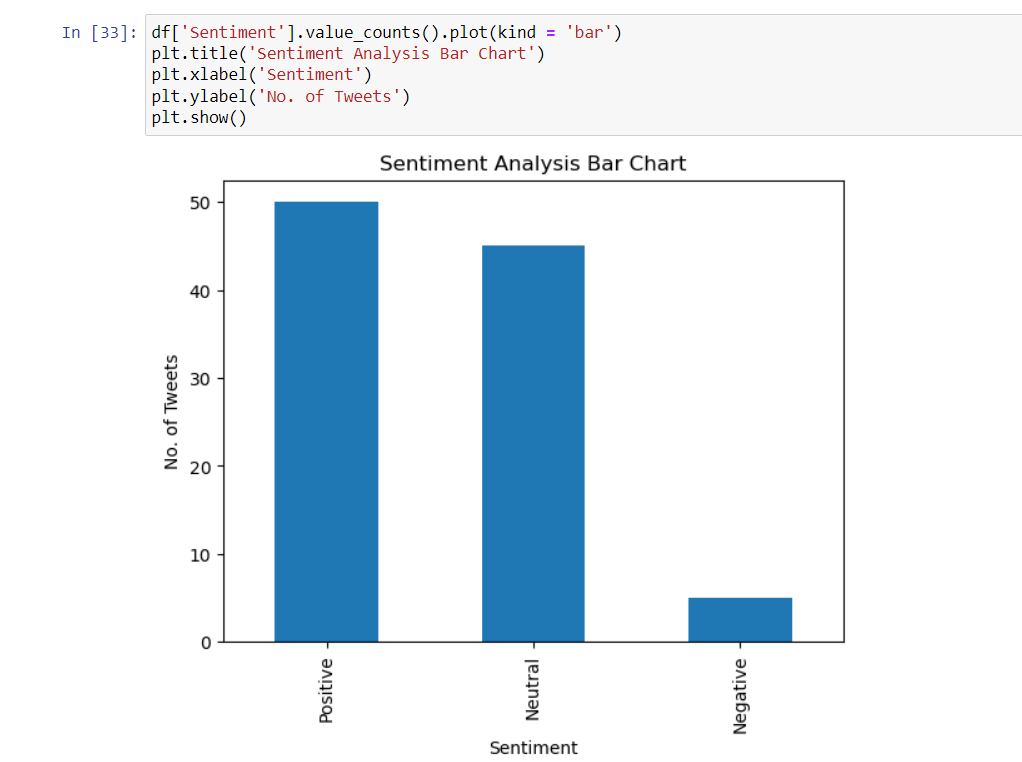 In [33]: df['Sentiment'].value_counts().plot(kind = 'bar')
plt.title('Sentiment Analysis Bar Chart')
plt.xlabel('Sentiment')
plt.ylabel('No. of Tweets')
plt.show()
Sentiment Analysis Bar Chart
No. of Tweets
50
40
30
20
10
0
Positive
Neutral
Negative
Sentiment